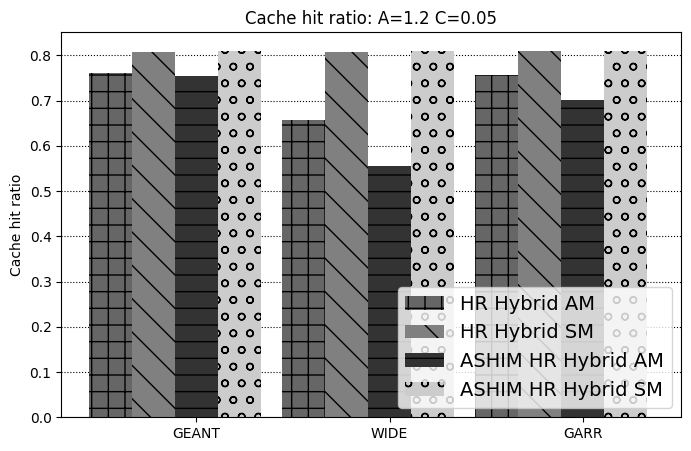 Cache hit ratio: A=1.2 C=0.05
Cache hit ratio
0.8
0.7
0.6
0.5
0.4
0.3
0.2
0.1
0.0
HR Hybrid AM
HR Hybrid SM
ASHIM HR Hybrid AM
ASHIM HR Hybrid SM
GEANT
WIDE
GARR